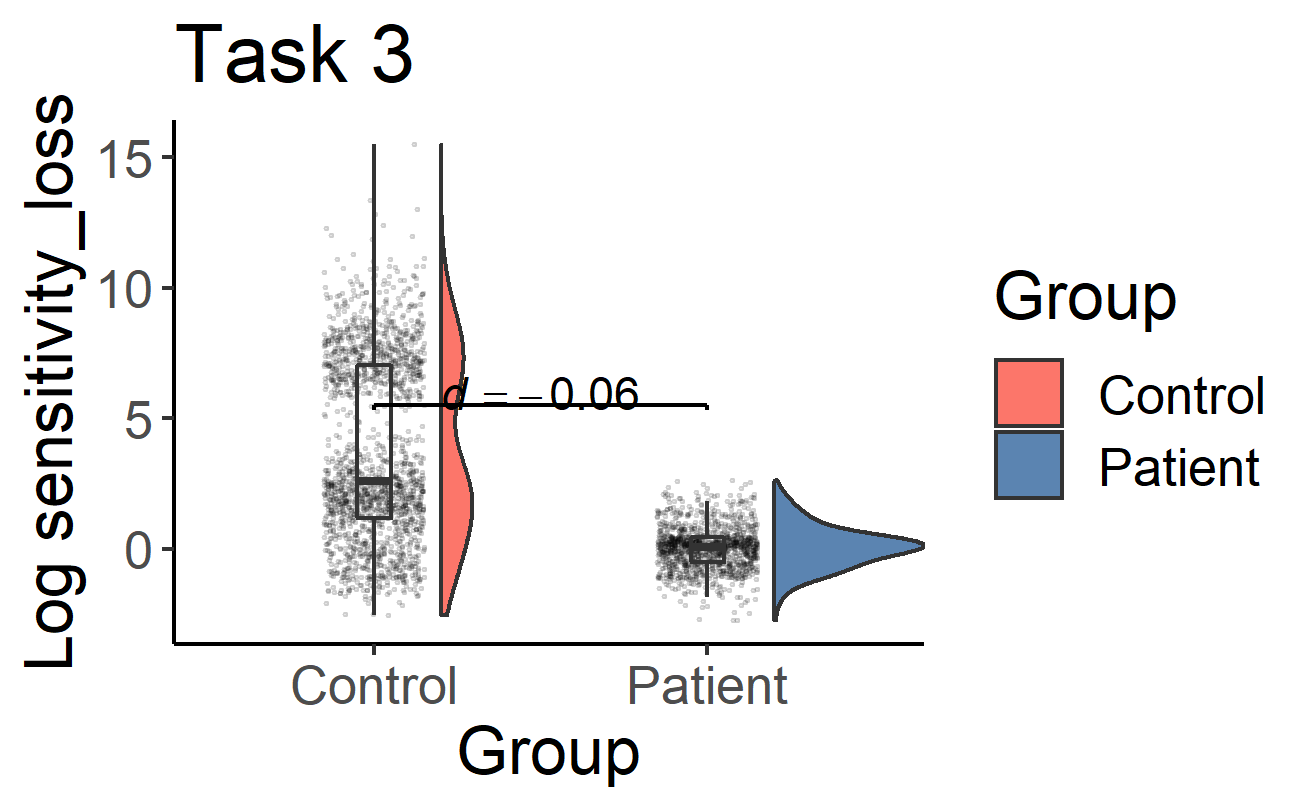 Task 3
Log sensitivity_loss
15
10
5
0
d = −0.06
Control
Patient
Group
Group
Control
Patient